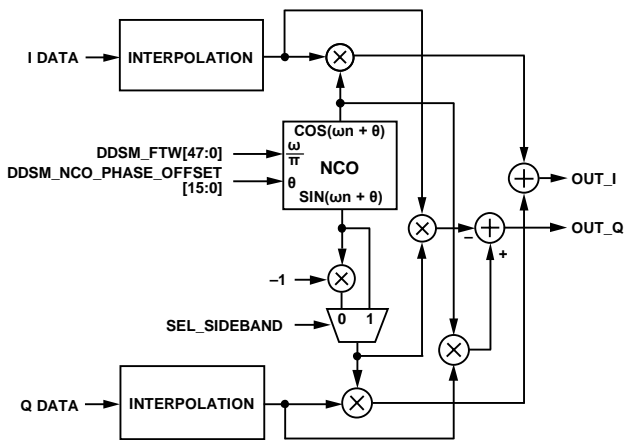 I DATA
INTERPOLATION
COS(ωn + θ)
ω
π
NCO
θ
SIN(ωn + θ)
DDSM_FTW[47:0]
DDSM_NCO_PHASE_OFFSET
[15:0]
OUT_I
OUT_Q
–
+
–1
0 1
SEL_SIDEBAND
Q DATA
INTERPOLATION